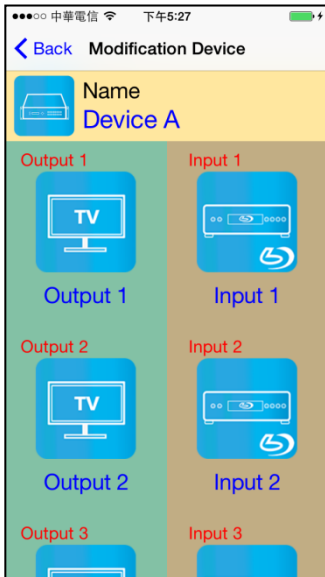 中華電信 下午5:27
Back Modification Device
Name
Device A
Output 1 Input 1
TV
Output 1 Input 1
Output 2 Input 2
TV
Output 2 Input 2
Output 3 Input 3